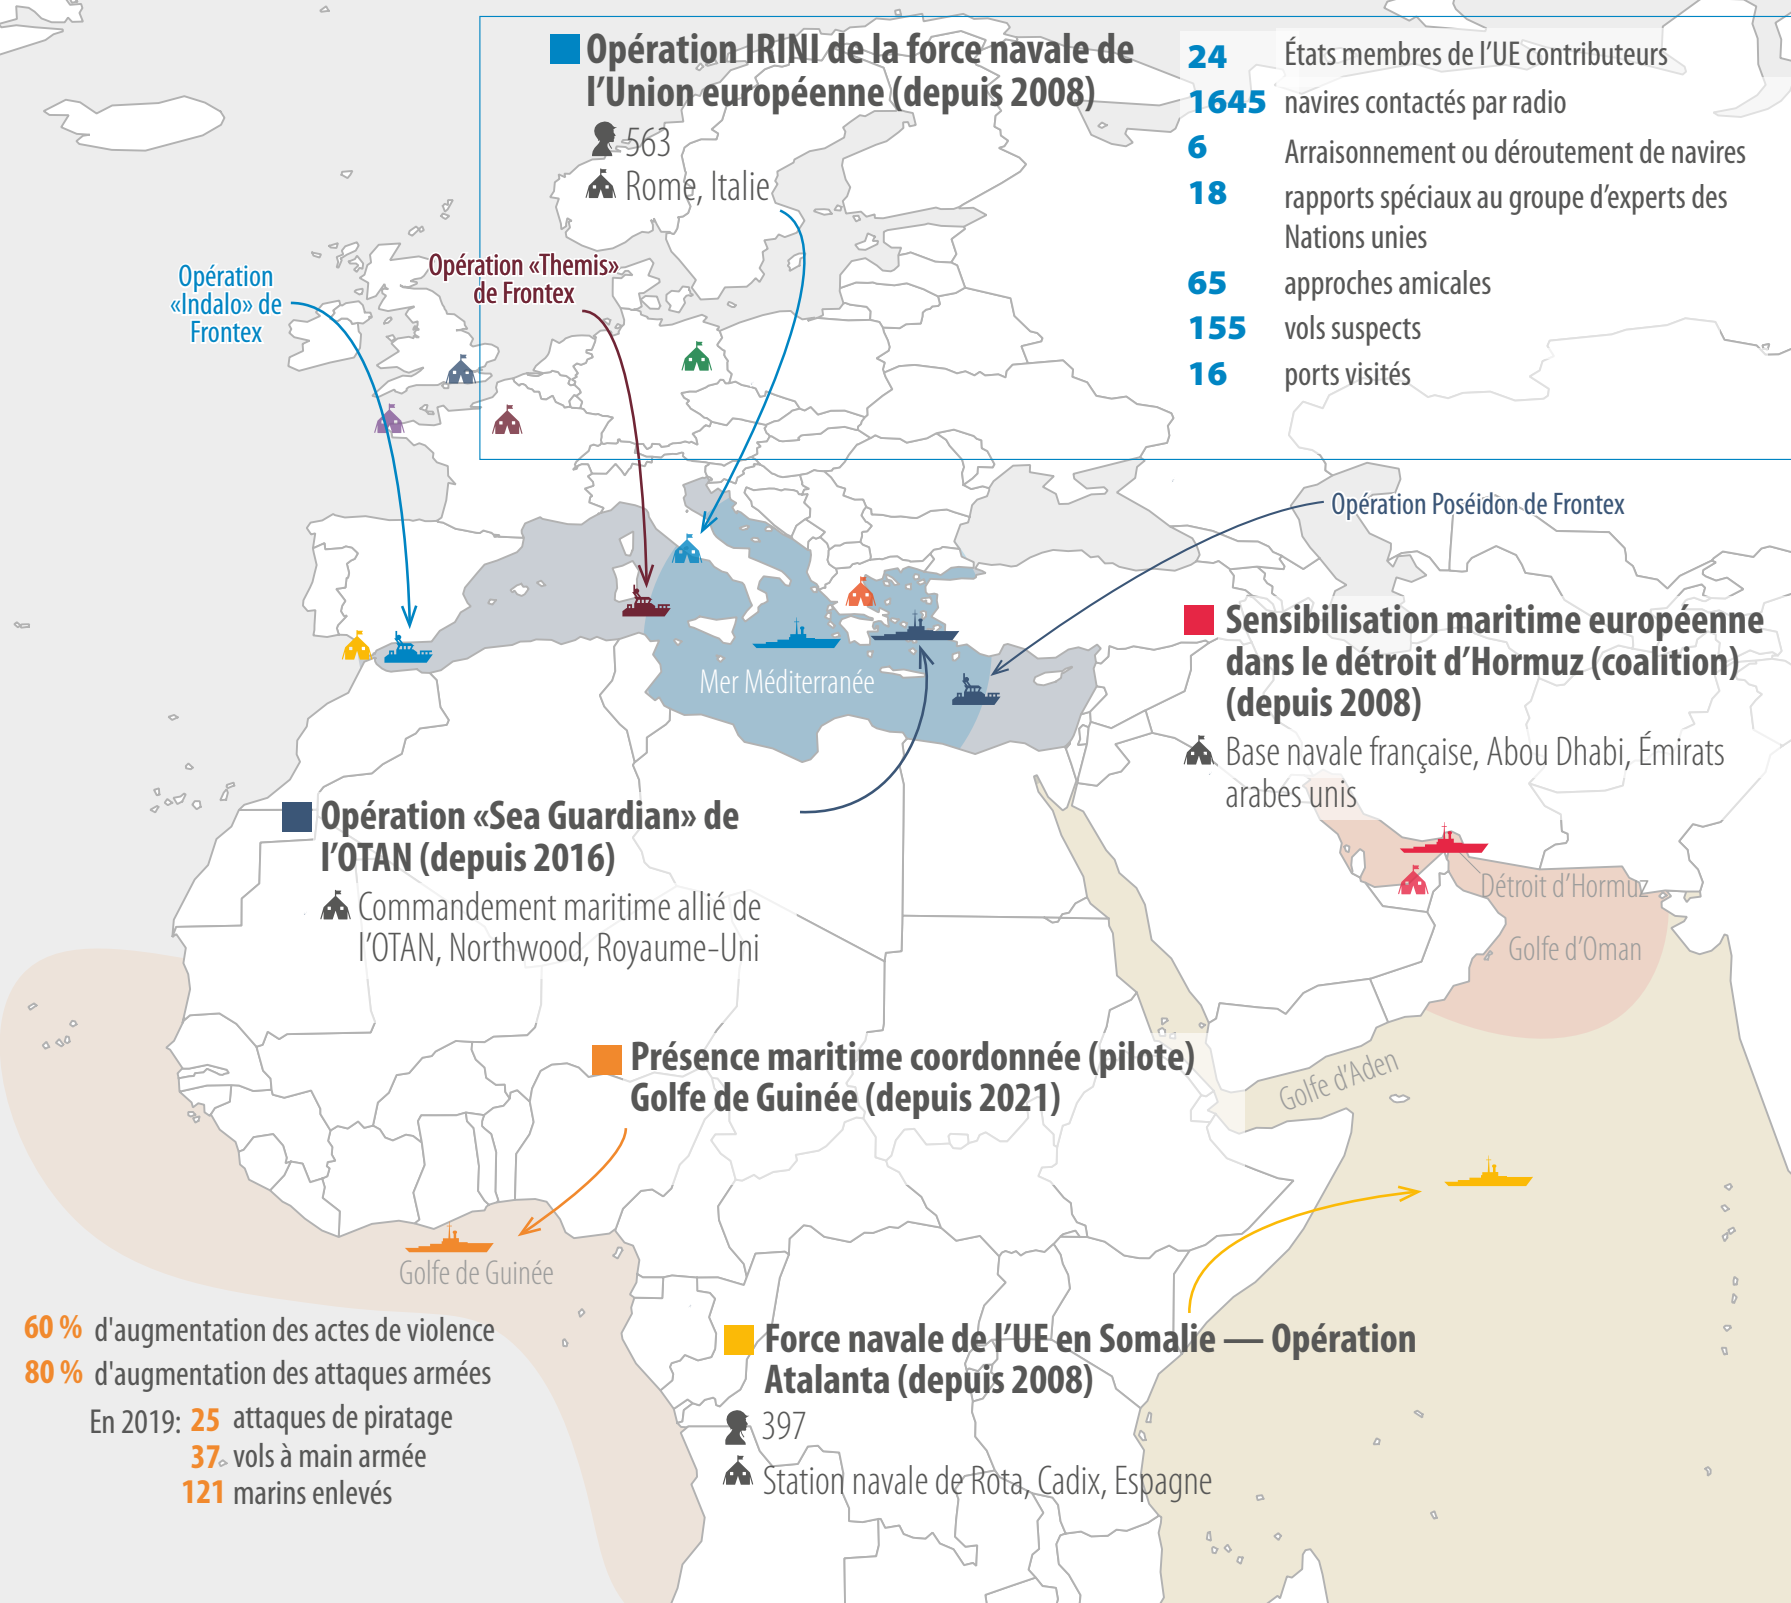 Opération IRINI de la force navale de
l’Union européenne (depuis 2008)
563
Rome, Italie
24 États membres de l’UE contributeurs
1645 navires contactés par radio
6 Arraisonnement ou déroutement de navires
18 rapports spéciaux au groupe d’experts des
Nations unies
65 approches amicales
155 vols suspects
16 ports visités
Opération
«Indalo» de
Frontex
Opération «Themis»
de Frontex
Opération Poséidon de Frontex
Mer Méditerranée
Sensibilisation maritime européenne
dans le détroit d’Hormuz (coalition)
(depuis 2008)
Base navale française, Abou Dhabi, Émirats
arabes unis
Détroit d’Hormuz
Golfe d’Oman
Opération «Sea Guardian» de
l’OTAN (depuis 2016)
Commandement maritime allié de
l’OTAN, Northwood, Royaume-Uni
Présence maritime coordonnée (pilote)
Golfe de Guinée (depuis 2021)
Golfe d’Aden
Golfe de Guinée
60 % d'augmentation des actes de violence
80 % d'augmentation des attaques armées
En 2019: 25 attaques de piratage
37 vols à main armée
121 marins enlevés
Force navale de l’UE en Somalie — Opération
Atalanta (depuis 2008)
397
Station navale de Rota, Cadix, Espagne